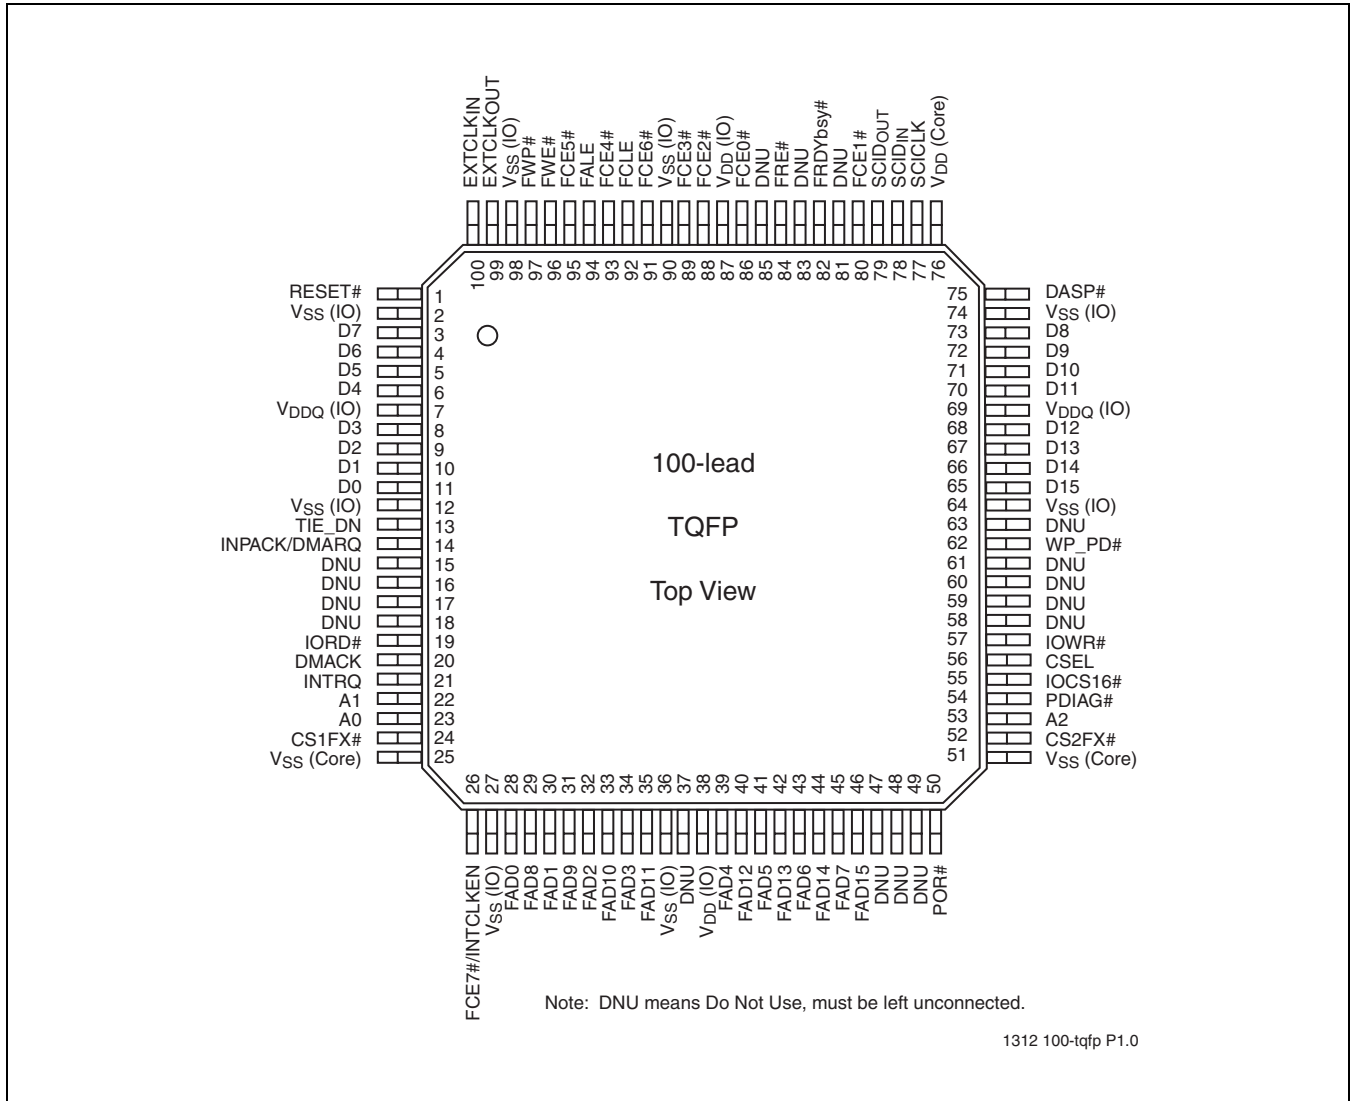 EXTCLKIN
EXTCLKOUT
VSS (IO)
FWP#
FWE#
FCE5#
FALE
FCE4#
FCLE
FCE6#
VSS (IO)
FCE3#
FCE2#
VDD (IO)
FCE0#
DNU
FRE#
DNU
FRDYbsy#
DNU
FCE1#
SCIDOUT
SCIDIN
SCICLK
VDD (Core)
100
99
98
97
96
95
94
93
92
91
90
89
88
87
86
85
84
83
82
81
80
79
78
77
76
RESET# 1
VSS (IO) 2
D7 3
D6 4
D5 5
D4 6
VDDQ (IO) 7
D3 8
D2 9
D1 10
D0 11
VSS (IO) 12
TIE_DN 13
INPACK/DMARQ 14
DNU 15
DNU 16
DNU 17
DNU 18
IORD# 19
DMACK 20
INTRQ 21
A1 22
A0 23
CS1FX# 24
VSS (Core) 25
100-lead
TQFP
Top View
75 DASP#
74 VSS (IO)
73 D8
72 D9
71 D10
70 D11
69 VDDQ (IO)
68 D12
67 D13
66 D14
65 D15
64 VSS (IO)
63 DNU
62 WP_PD#
61 DNU
60 DNU
59 DNU
58 DNU
57 IOWR#
56 CSEL
55 IOCS16#
54 PDIAG#
53 A2
52 CS2FX#
51 VSS (Core)
26
27
28
29
30
31
32
33
34
35
36
37
38
39
40
41
42
43
44
45
46
47
48
49
50
FCE7#/INTCLKEN
VSS (IO)
FAD0
FAD8
FAD1
FAD9
FAD2
FAD10
FAD3
FAD11
VSS (IO)
DNU
VDD (IO)
FAD4
FAD12
FAD5
FAD13
FAD6
FAD14
FAD7
FAD15
DNU
DNU
DNU
POR#
Note: DNU means Do Not Use, must be left unconnected.
1312 100-tqfp P1.0